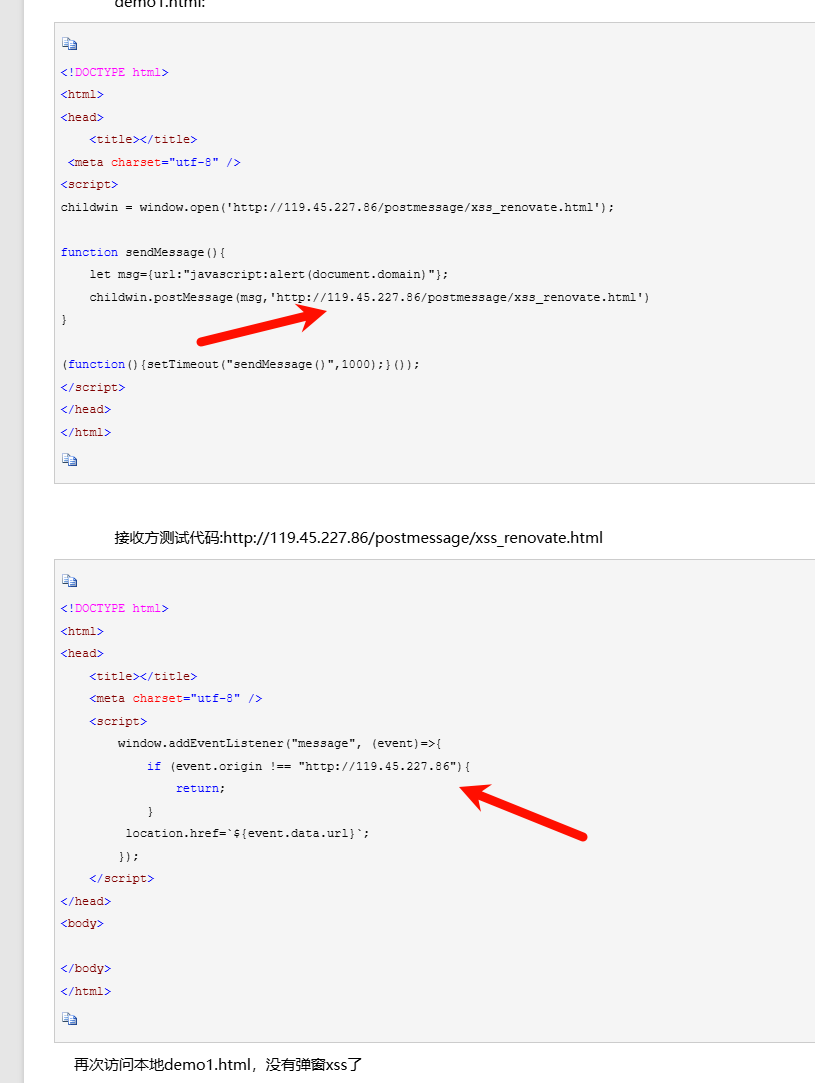 demo1.html:
<!DOCTYPE html>
<html>
<head>
    <title></title>
 <meta charset="utf-8" />
<script>
childwin = window.open('http://119.45.227.86/postmessage/xss_renovate.html');
function sendMessage(){
    let msg={url:"javascript:alert(document.domain)"};
    childwin.postMessage(msg,'http://119.45.227.86/postmessage/xss_renovate.html')
}
(function(){setTimeout("sendMessage()",1000);}());
</script>
</head>
</html>
接收方测试代码:http://119.45.227.86/postmessage/xss_renovate.html
<!DOCTYPE html>
<html>
<head>
    <title></title>
    <meta charset="utf-8" />
    <script>
        window.addEventListener("message", (event)=>{
            if (event.origin !== "http://119.45.227.86"){
                return;
            }
         location.href=`${event.data.url}`;
        });
    </script>
</head>
<body>
</body>
</html>
再次访问本地demo1.html，没有弹窗xss了